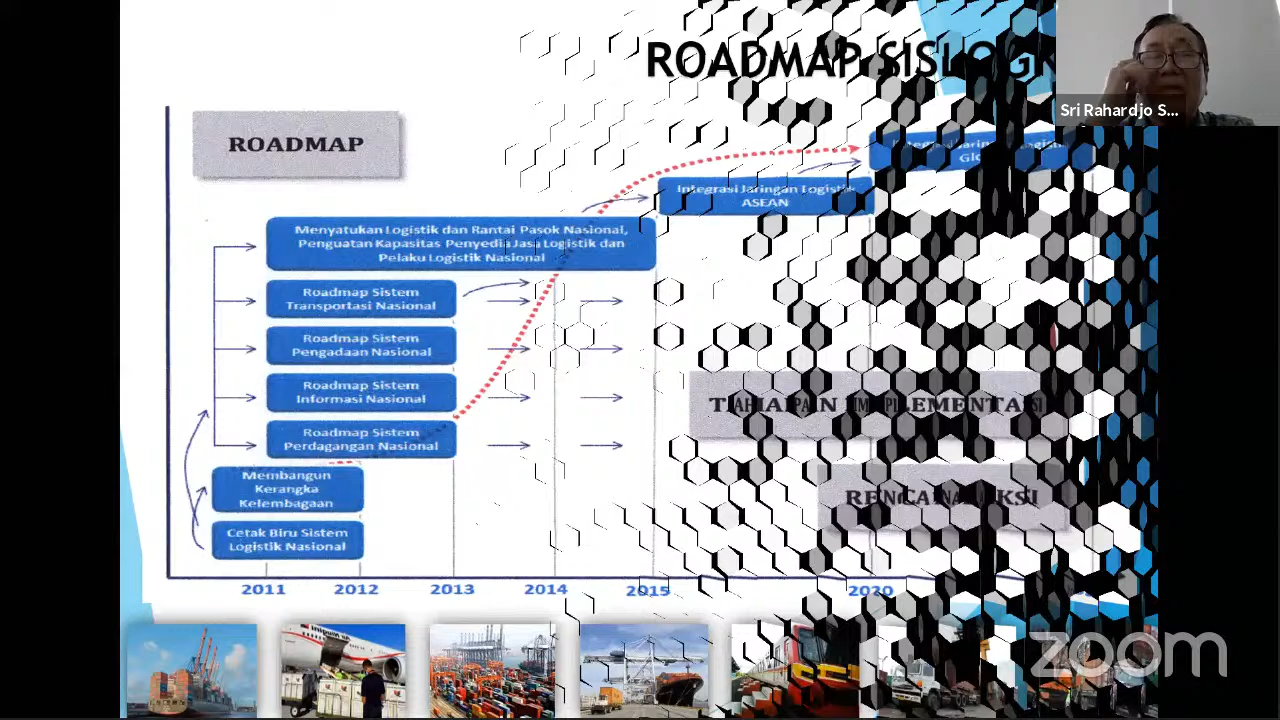 ROADMAP SISLOG
Sri Rahardjo S...
ROADMAP
Integrasi Jaringan Logistik
ASEAN
Menyatukan Logistik dan Rantai Pasok Nasional,
Penguatan Kapasitas Penyedia Jasa Logistik dan
Pelaku Logistik Nasional
Roadmap Sistem
Transportasi Nasional
Roadmap Sistem
Pengadaan Nasional
Roadmap Sistem
Informasi Nasional
Roadmap Sistem
Perdagangan Nasional
Membangun
Kerangka
Kelembagaan
Cetak Biru Sistem
Logistik Nasional
2011 2012 2013 2014 2015 2020
zoom